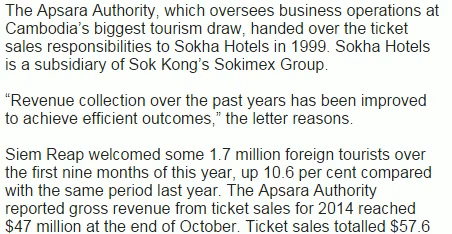 The Apsara Authority, which oversees business operations at
Cambodia’s biggest tourism draw, handed over the ticket
sales responsibilities to Sokha Hotels in 1999. Sokha Hotels
is a subsidiary of Sok Kong’s Sokimex Group.
“Revenue collection over the past years has been improved
to achieve efficient outcomes,” the letter reasons.
Siem Reap welcomed some 1.7 million foreign tourists over
the first nine months of this year, up 10.6 per cent compared
with the same period last year. The Apsara Authority
reported gross revenue from ticket sales for 2014 reached
$47 million at the end of October. Ticket sales totalled $57.6